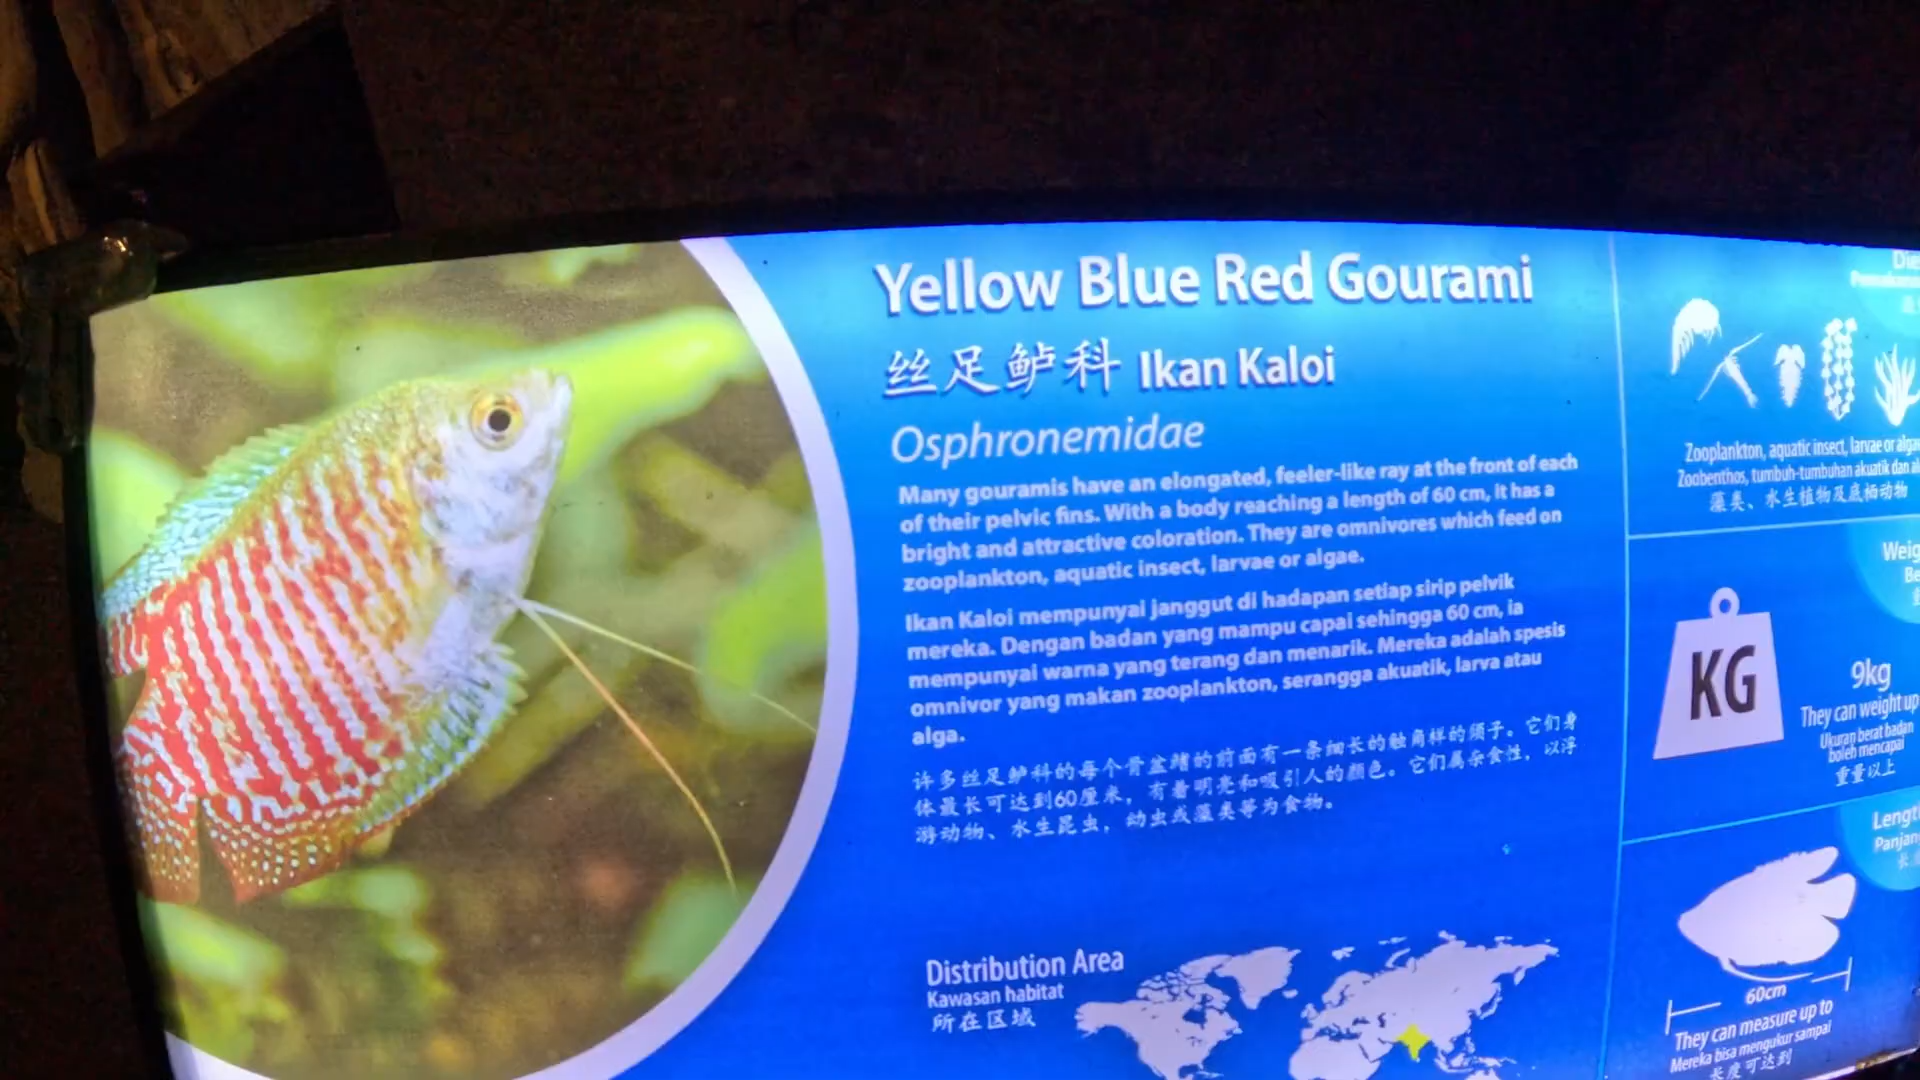 Yellow Blue Red Gourami
丝足鲈科 Ikan Kaloi
Osphronemidae
Many gouramis have an elongated, feeler-like ray at the front of each
of their pelvic fins. With a body reaching a length of 60 cm, it has a
bright and attractive coloration. They are omnivores which feed on
zooplankton, aquatic insect, larvae or algae.
Ikan Kaloi mempunyai janggut di hadapan setiap sirip pelvik
mereka. Dengan badan yang mampu capai sehingga 60 cm, ia
mempunyai warna yang terang dan menarik. Mereka adalah spesis
omnivor yang makan zooplankton, serangga akuatik, larva atau
alga.
许多丝足鲈科的每个骨盆鳍的前面有一条细长的触角样的须子。它们身
体最长可达到60厘米，有着明亮和吸引人的颜色。它们属杂食性，以浮
游动物、水生昆虫，幼虫或藻类等为食物。
Distribution Area
Kawasan habitat
所在区域
Zooplankton, aquatic insect, larvae or
Zoobenthos, tumbuh-tumbuhan akuatik dan
藻类、水生植物及底栖动物
KG
9kg
They can weight up
Ukuran berat badan
boleh mencapai
重量以上
60cm
They can measure up to
Mereka bisa mengukur sampai
长度可达到